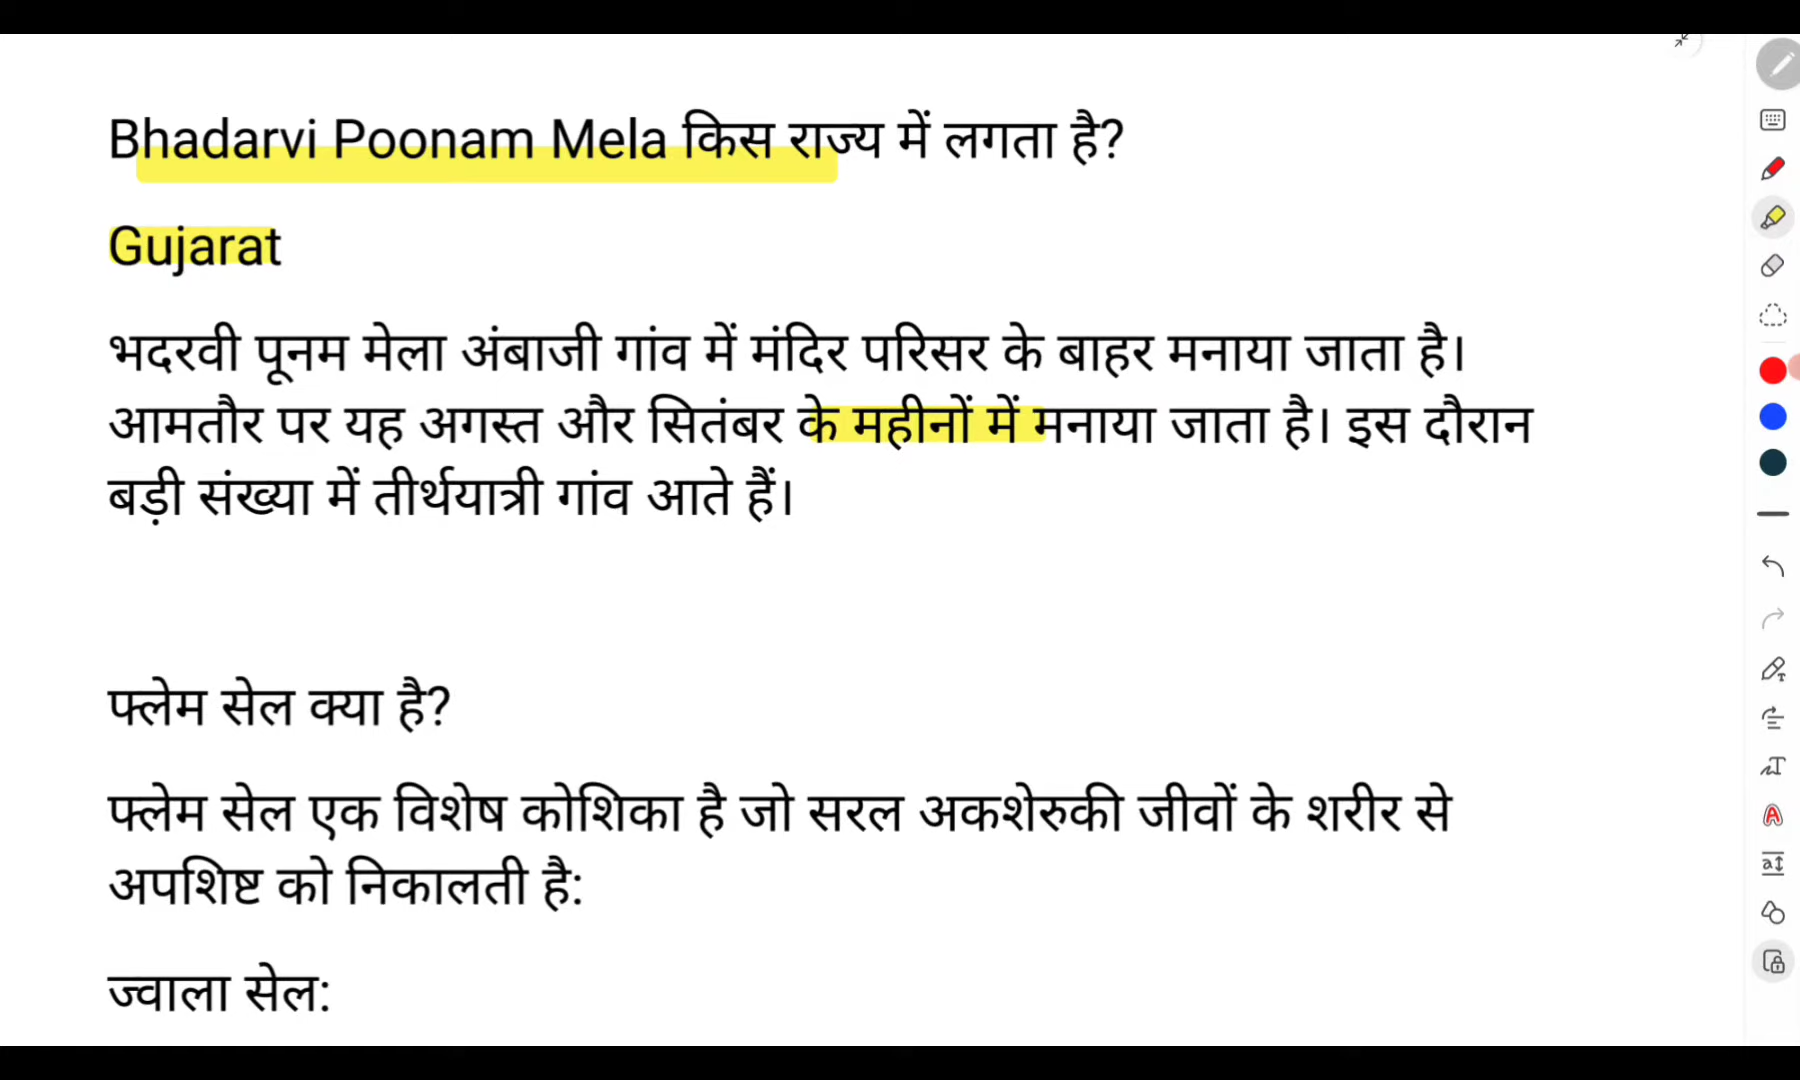 Bhadarvi Poonam Mela किस राज्य में लगता है?
Gujarat
भदरवी पूनम मेला अंबाजी गांव में मंदिर परिसर के बाहर मनाया जाता है।
आमतौर पर यह अगस्त और सितंबर के महीनों में मनाया जाता है। इस दौरान
बड़ी संख्या में तीर्थयात्री गांव आते हैं।
फ्लेम सेल क्या है?
फ्लेम सेल एक विशेष कोशिका है जो सरल अकशेरुकी जीवों के शरीर से
अपशिष्ट को निकालती है:
ज्वाला सेल: